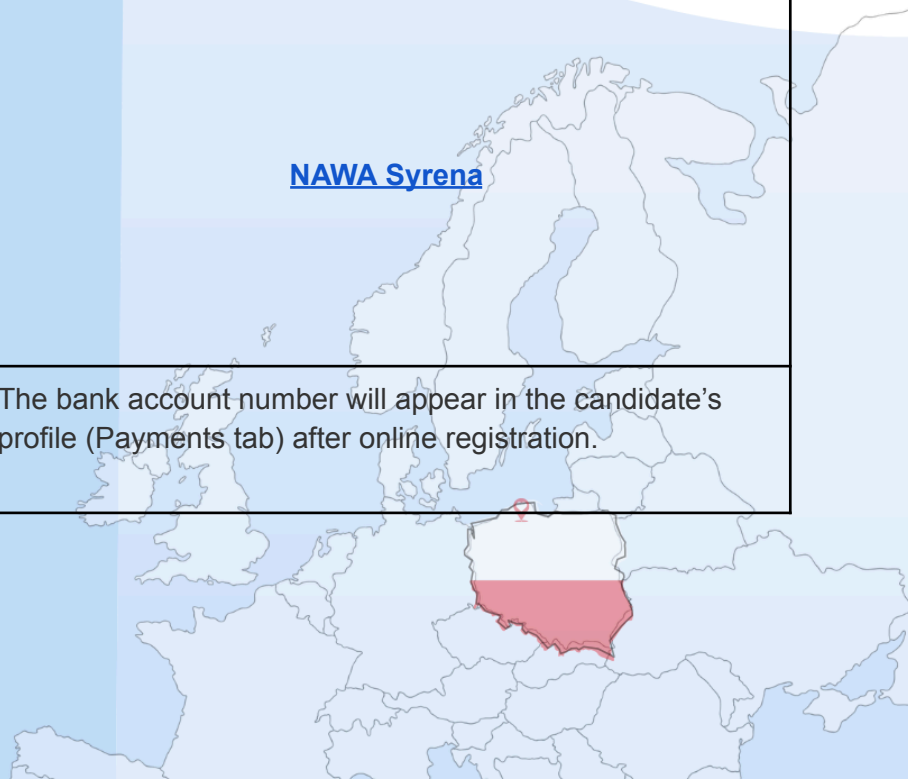 NAWA Syrena
The bank account number will appear in the candidate's
profile (Payments tab) after online registration.